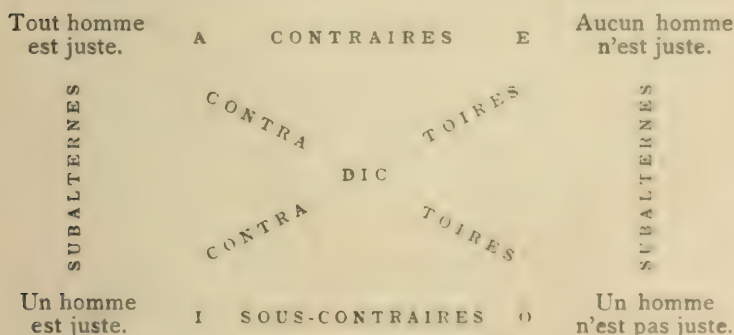 Tout homme
est juste.
A CONTRAIRES E
Aucun homme
n'est juste.
SUBALTERNES
CONTRA
TOIRES
DIC
CONTRA
TOIRES
SUBALTERNES
Un homme
est juste.
I SOUS-CONTRAIRES O
Un homme
n'est pas juste.